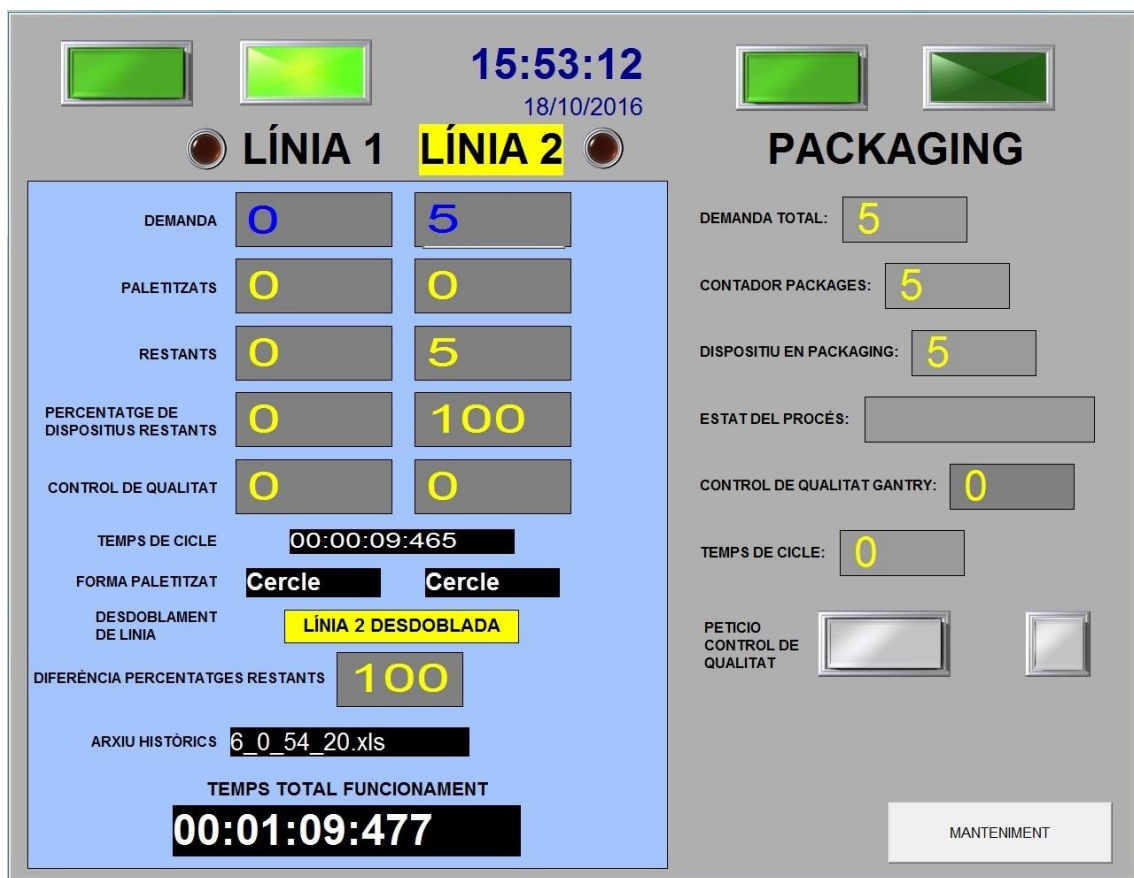 15:53:12
18/10/2016
LÍNIA 1 LÍNIA 2
PACKAGING
DEMANDA 0 5
PALETITZATS 0 0
RESTANTS 0 5
PERCENTATGE DE
DISPOSITIUS RESTANTS 0 100
CONTROL DE QUALITAT 0 0
TEMPS DE CICLE 00:00:09:465
FORMA PALETITZAT Cercle Cercle
DESDOBLAMENT
DE LINIA LÍNIA 2 DESDOBLADA
DIFERÈNCIA PERCENTATGES RESTANTS 100
ARXIU HISTÒRICS 6_0_54_20.xls
TEMPS TOTAL FUNCIONAMENT
00:01:09:477
DEMANDA TOTAL: 5
CONTADOR PACKAGES: 5
DISPOSITIU EN PACKAGING: 5
ESTAT DEL PROCÉS:
CONTROL DE QUALITAT GANTRY: 0
TEMPS DE CICLE: 0
PETICIO
CONTROL DE
QUALITAT
MANTENIMENT